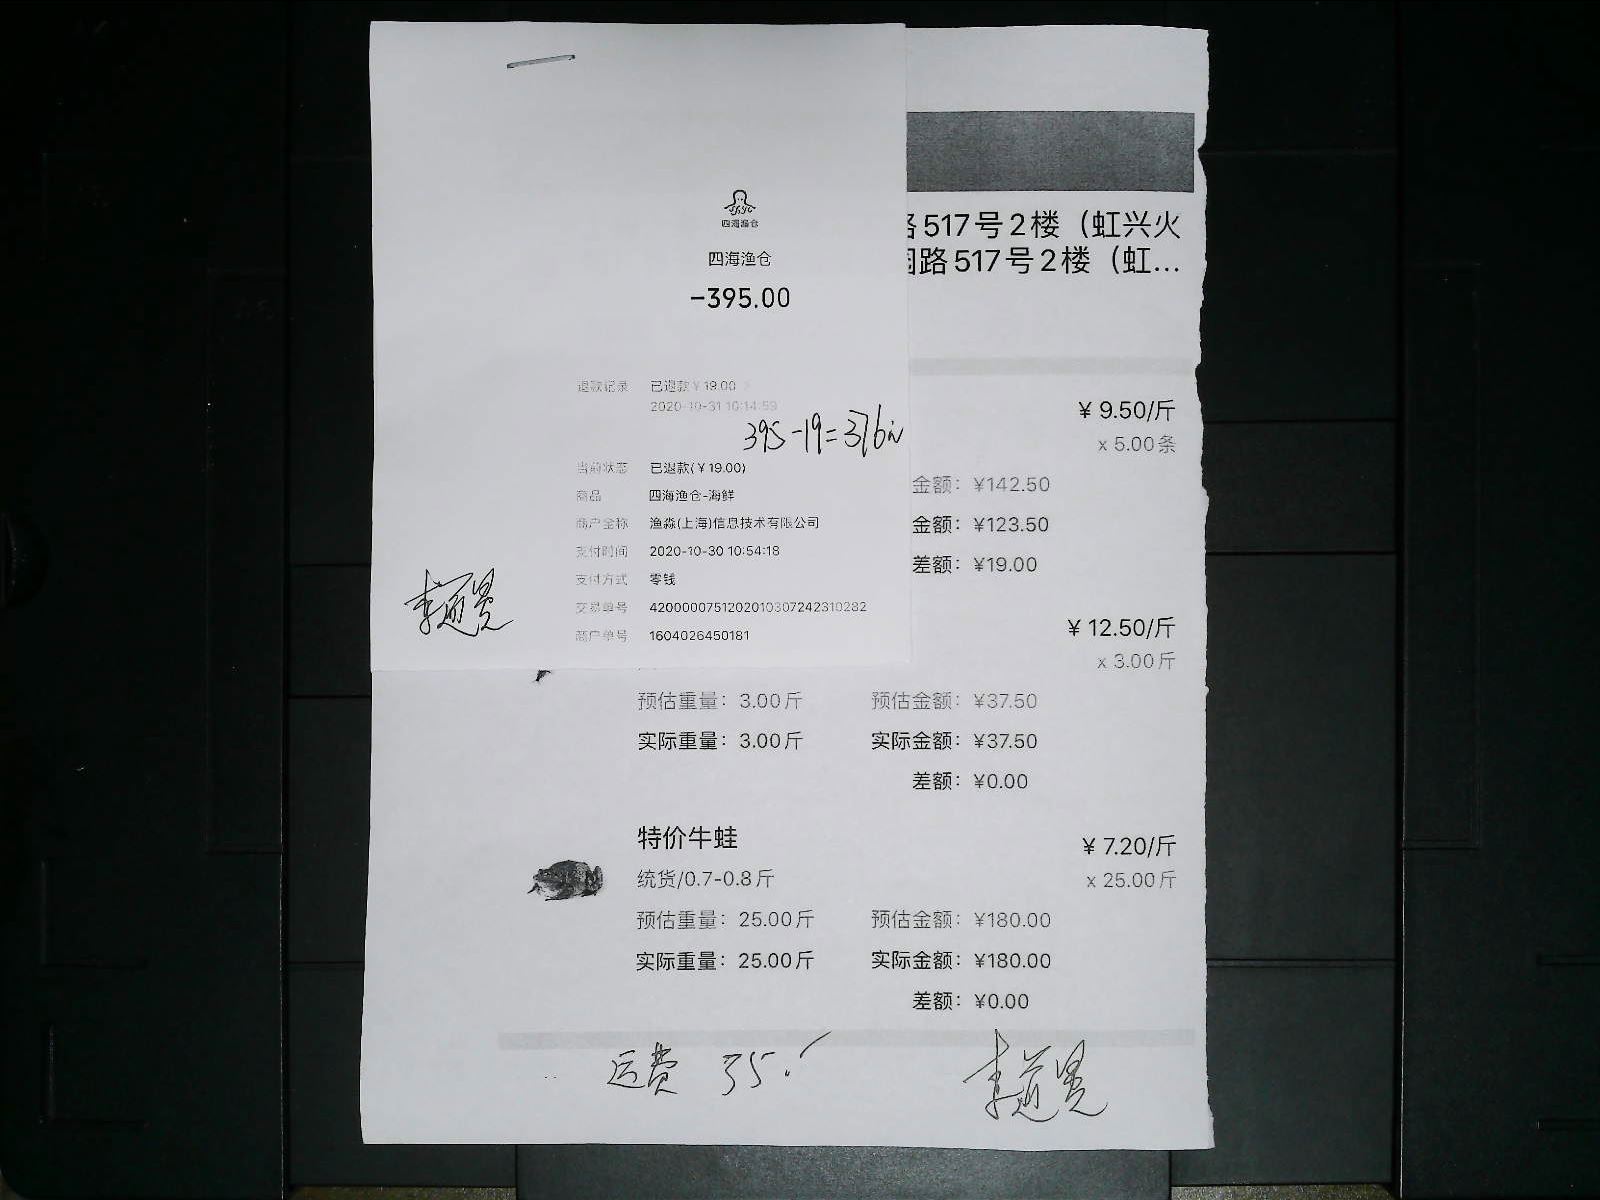 四海渔仓
四海渔仓
-395.00
退款记录 已退款¥19.00
2020-10-31 10:14:59
395-19=376
当前状态 已退款(¥19.00)
商品 四海渔仓-海鲜
商户全称 渔淼(上海)信息技术有限公司
支付时间 2020-10-30 10:54:18
支付方式 零钱
交易单号 4200000751202010307242310282
商户单号 1604026450181
路517号2楼（虹兴火
园路517号2楼（虹...
¥ 9.50/斤
x 5.00条
金额：¥142.50
金额：¥123.50
差额：¥19.00
¥ 12.50/斤
x 3.00斤
预估重量：3.00斤 预估金额：¥37.50
实际重量：3.00斤 实际金额：¥37.50
差额：¥0.00
特价牛蛙 ¥ 7.20/斤
统货/0.7-0.8斤 x 25.00斤
预估重量：25.00斤 预估金额：¥180.00
实际重量：25.00斤 实际金额：¥180.00
差额：¥0.00
运费 35.